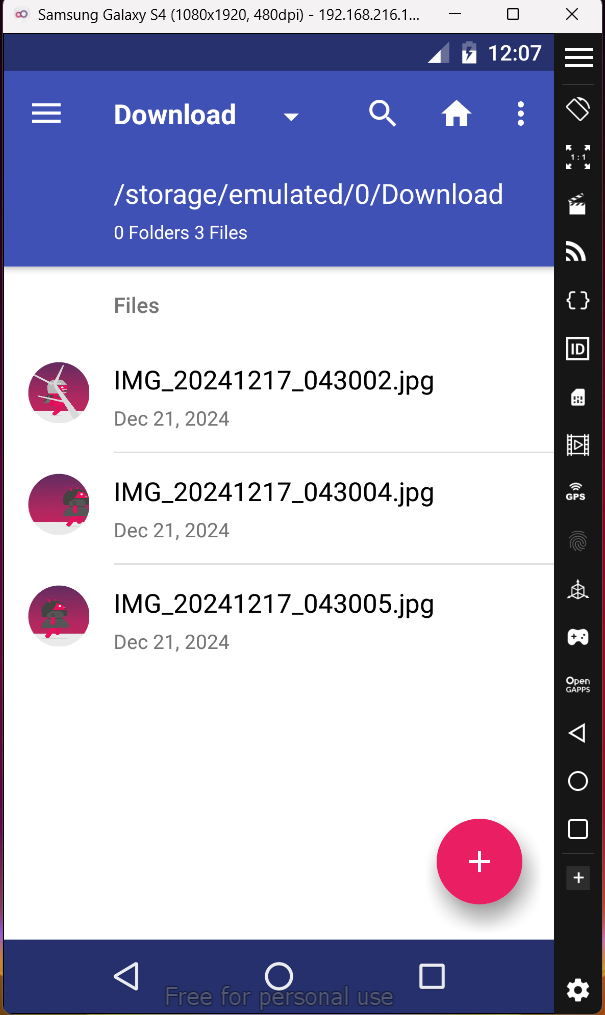 Samsung Galaxy S4 (1080x1920, 480dpi) - 192.168.216.1...
12:07
Download
/storage/emulated/0/Download
0 Folders 3 Files
Files
IMG_20241217_043002.jpg
Dec 21, 2024
IMG_20241217_043004.jpg
Dec 21, 2024
IMG_20241217_043005.jpg
Dec 21, 2024
Free for personal use
1:1
ID
GPS
Open
GAPPS